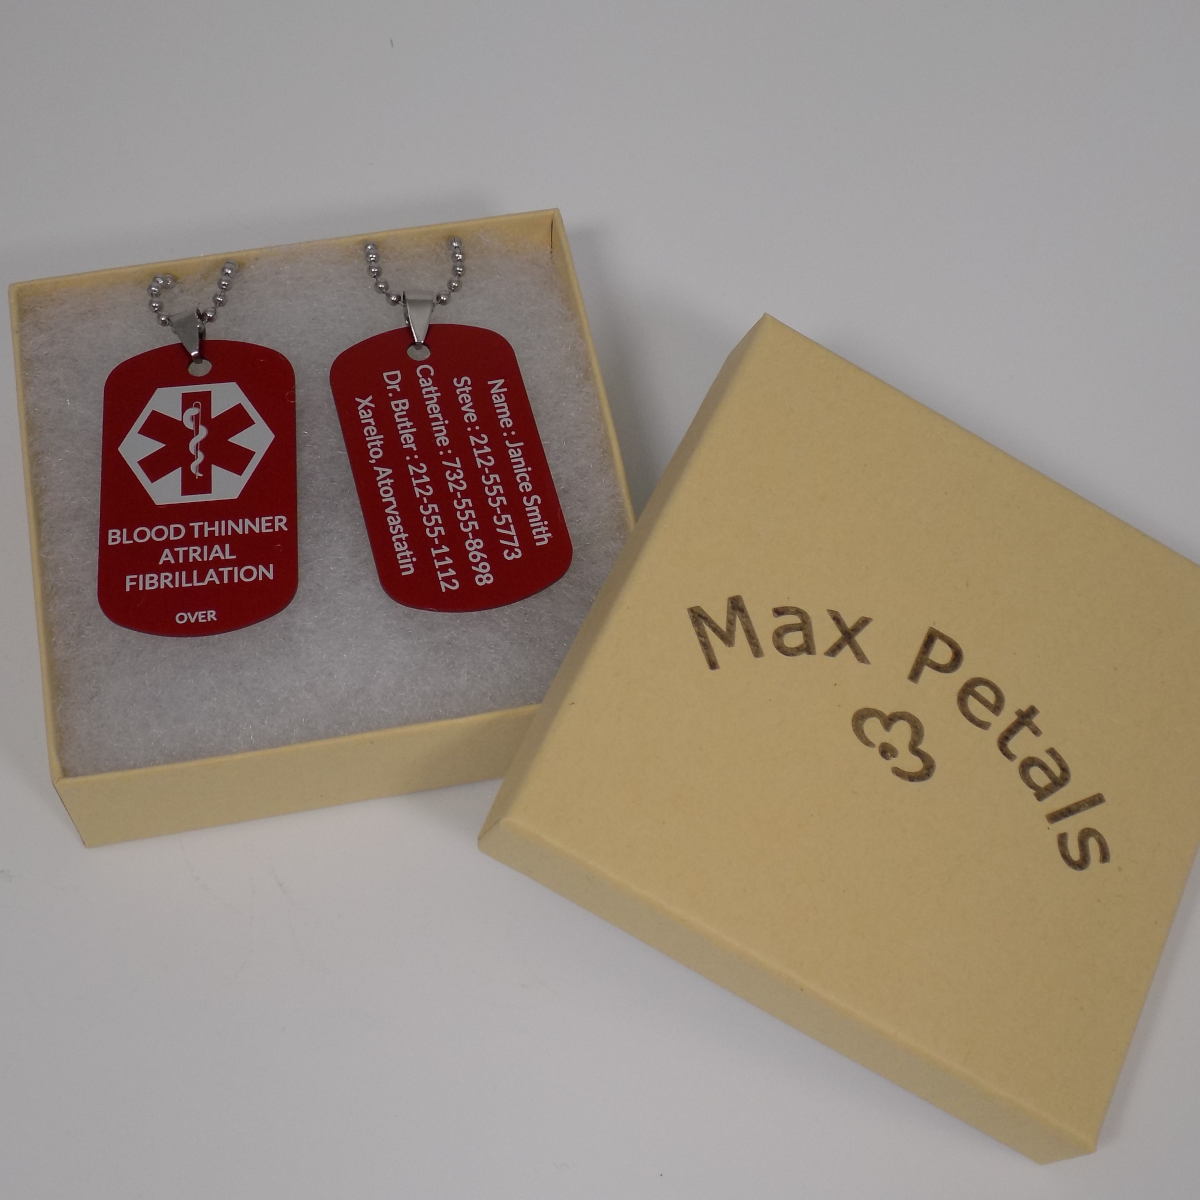 BLOOD THINNER
ATRIAL
FIBRILLATION
OVER
Name : Janice Smith
Steve : 212-555-5773
Catherine : 732-555-8698
Dr. Butler : 212-555-1112
Xarelto, Atorvastatin
Max Petals